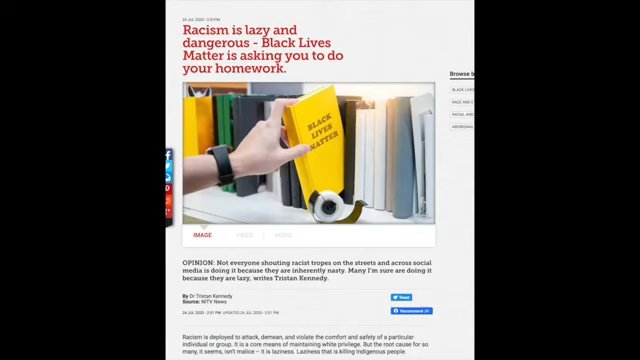 24 JUL 2020 - 2:51PM
Racism is lazy and
dangerous - Black Lives
Matter is asking you to do
your homework.
Browse b
BLACK LIVES
RACE AND E
RACIAL AND
ABORIGINAL
BLACK
LIVES
MATTER
IMAGE
VIDEO
AUDIO
OPINION: Not everyone shouting racist tropes on the streets and across social
media is doing it because they are inherently nasty. Many I'm sure are doing it
because they are lazy, writes Tristan Kennedy.
By Dr Tristan Kennedy
Source: NITV News
24 JUL 2020 - 2:51 PM UPDATED 24 JUL 2020 - 2:51 PM
Tweet
Recommend
Racism is deployed to attack, demean, and violate the comfort and safety of a particular
individual or group. It is a core means of maintaining white privilege. But the root cause for so
many, it seems, isn't malice – it is laziness. Laziness that is killing Indigenous people.